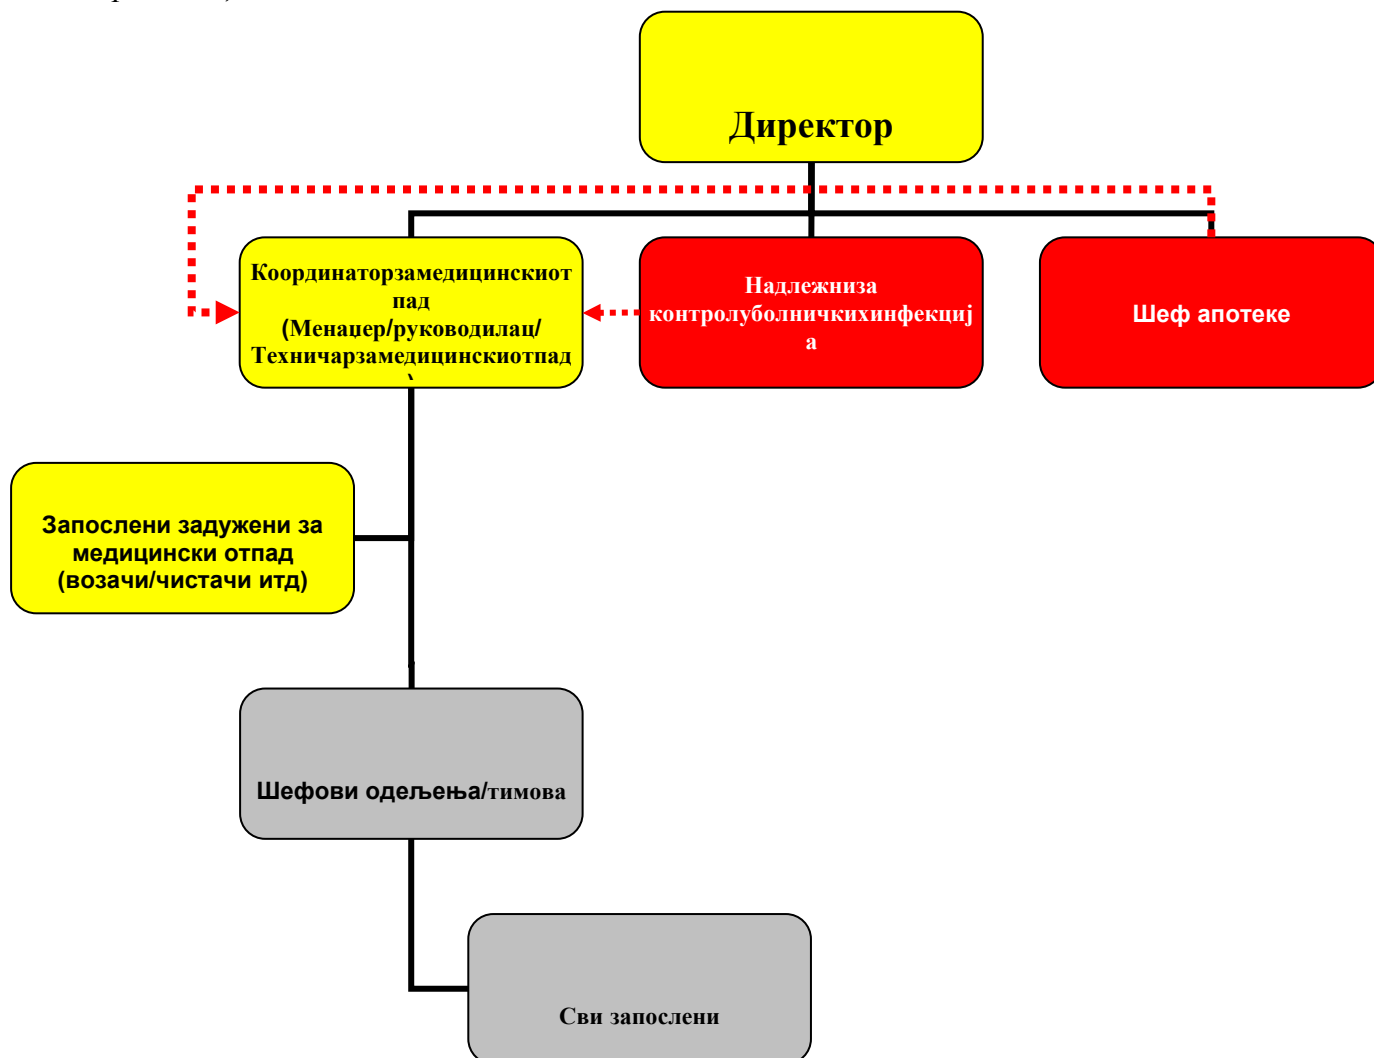 Директор
Координаторзамедицинскиот
пад
(Менаџер/руководилац/
Техничарзамедицинскиотпад
)
Надлежниза
контролуболничкихинфекциј
а
Шеф апотеке
Запослени задужени за
медицински отпад
(возачи/чистачи итд)
Шефови одељења/тимова
Сви запослени